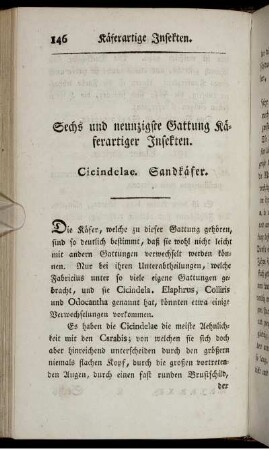 146 Käferartige Insekten.
Sechs und neunzigste Gattung Kä-
ferartiger Insekten.
Cicindelae. Sandkäfer.
Die Käfer, welche zu dieser Gattung gehören,
sind so deutlich bestimmt, daß sie wohl nicht leicht
mit andern Gattungen verwechselt werden kön-
nen. Nur bei ihren Unterabtheilungen, welche
Fabricius unter so viele eigene Gattungen ge-
bracht, und sie Cicindela, Elaphrus, Colliris
und Odocantha genannt hat, könnten etwa einige
Verwechselungen vorkommen.
Es haben die Cicindelae die meiste Aehnlich-
keit mit den Carabis; von welchen sie sich doch
aber hinreichend unterscheiden durch den größern
niemals flachen Kopf, durch die großen vortreten-
den Augen, durch einen fast runden Brustschild,
der